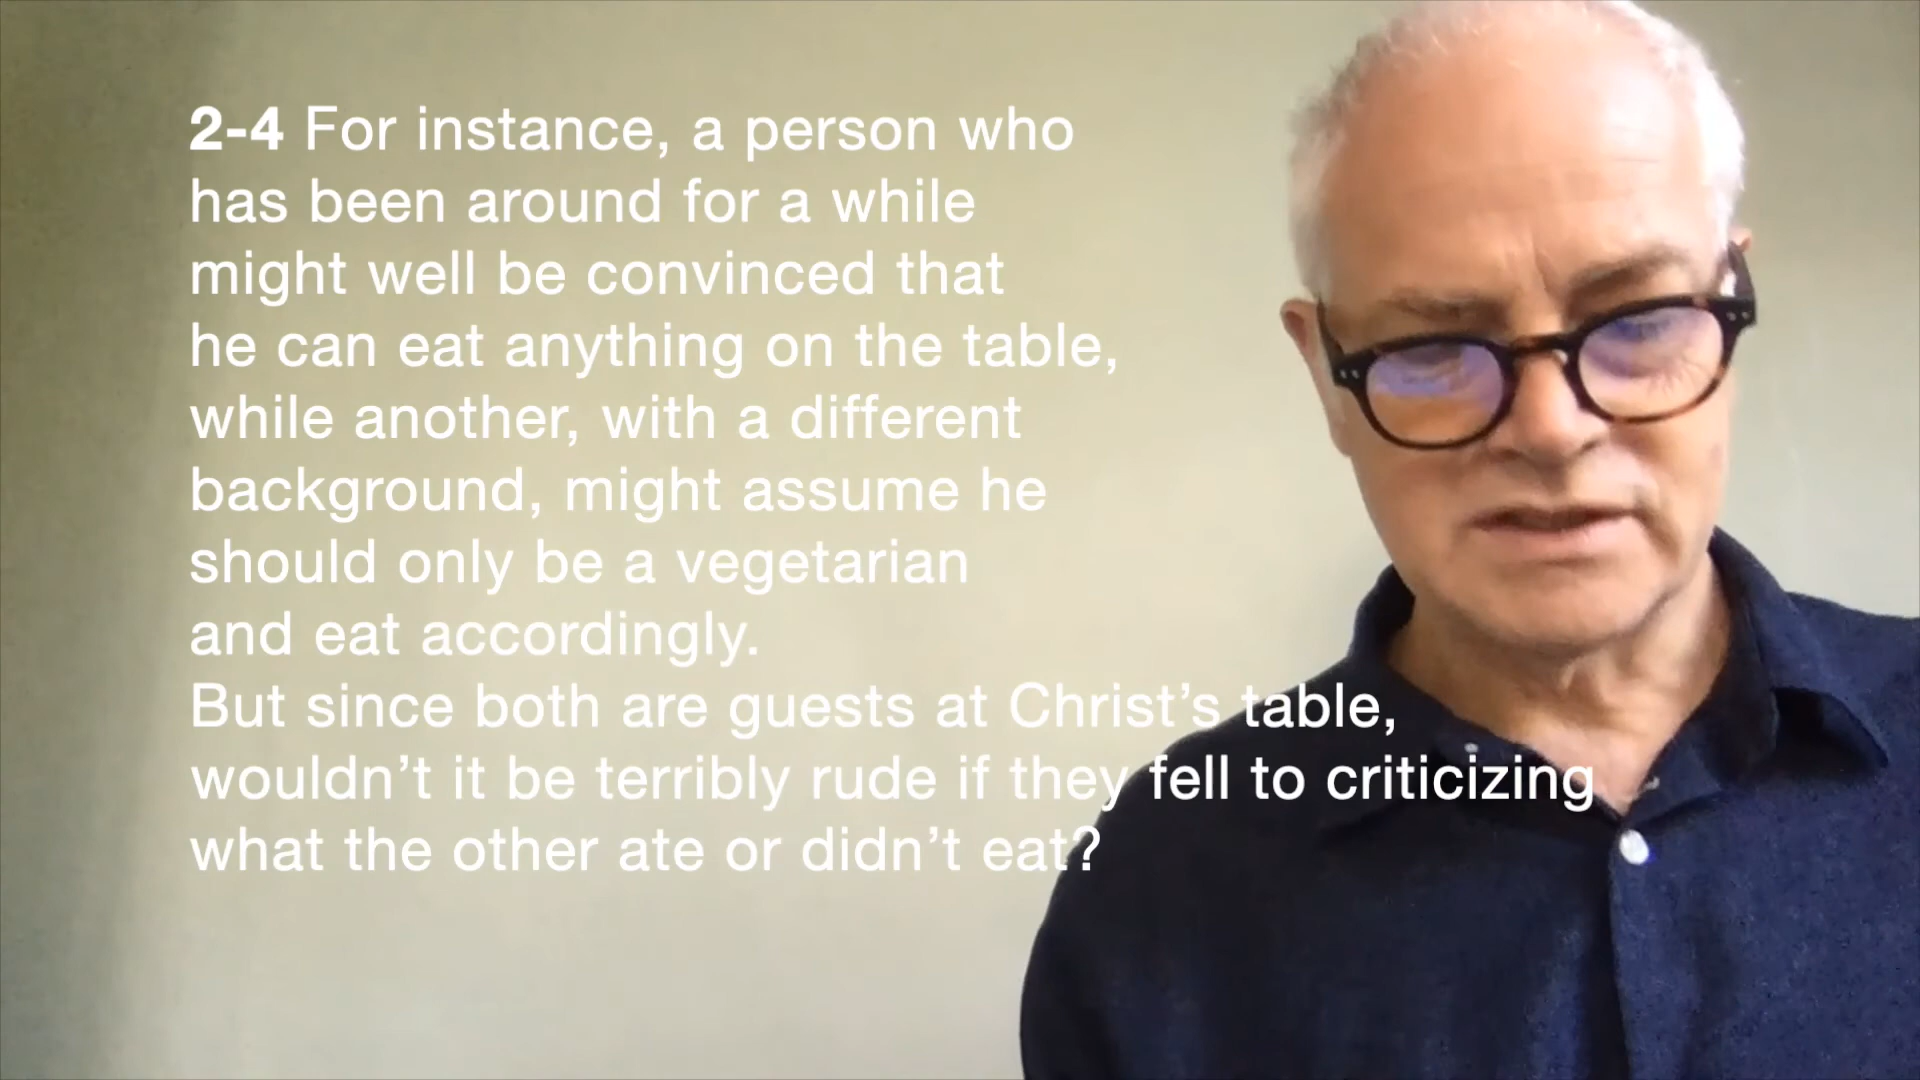 2-4 For instance, a person who
has been around for a while
might well be convinced that
he can eat anything on the table,
while another, with a different
background, might assume he
should only be a vegetarian
and eat accordingly.
But since both are guests at Christ’s table,
wouldn’t it be terribly rude if they fell to criticizing
what the other ate or didn’t eat?